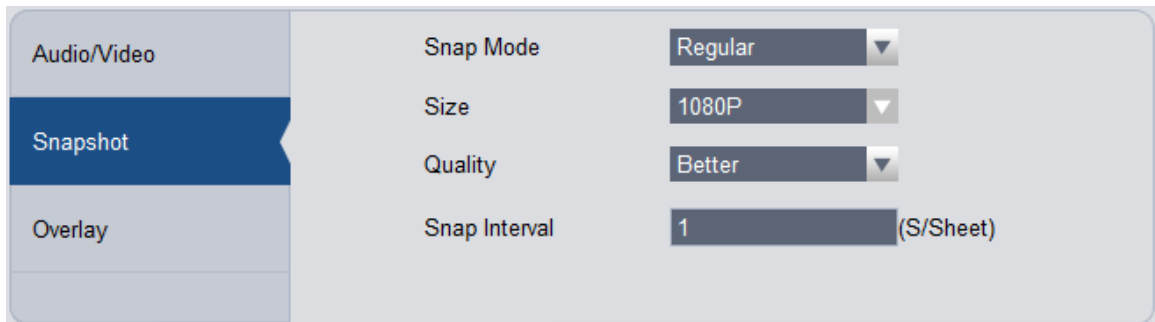 Audio/Video
Snapshot
Overlay
Snap Mode Regular
Size 1080P
Quality Better
Snap Interval 1 (S/Sheet)